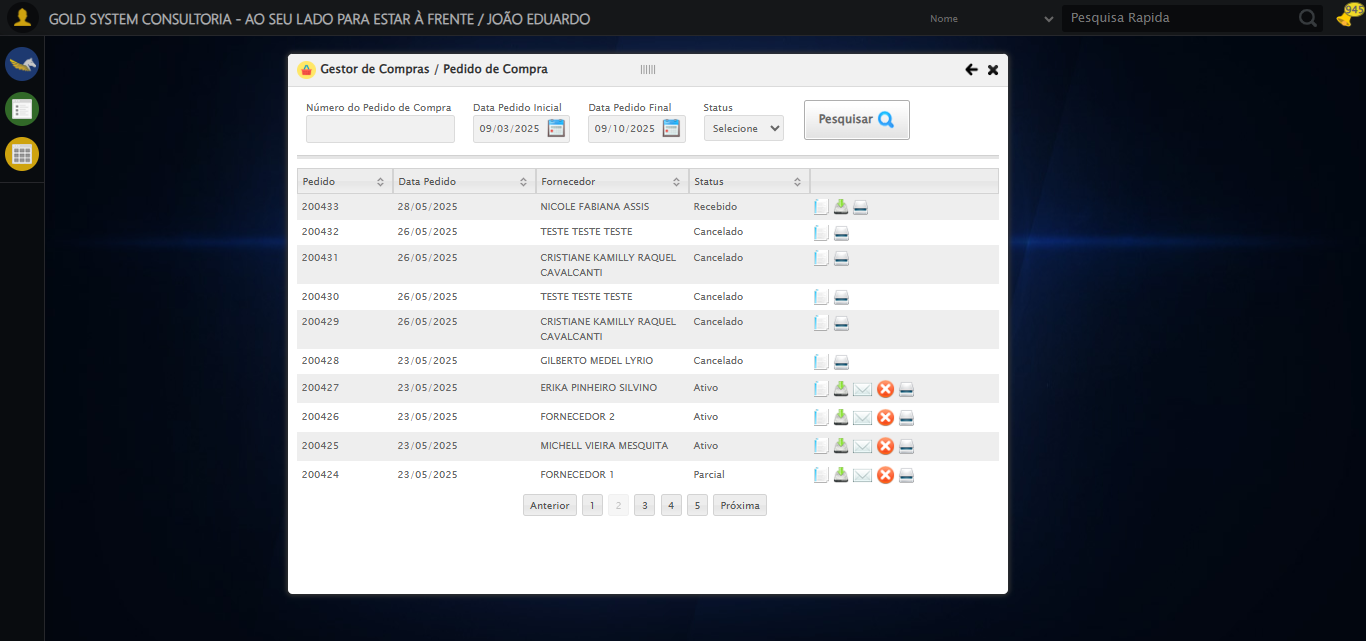 GOLD SYSTEM CONSULTORIA - AO SEU LADO PARA ESTAR À FRENTE / JOÃO EDUARDO
Nome
Pesquisa Rapida
945
Gestor de Compras / Pedido de Compra
Número do Pedido de Compra Data Pedido Inicial Data Pedido Final Status
09/03/2025 09/10/2025 Selecione Pesquisar
Pedido Data Pedido Fornecedor Status
200433 28/05/2025 NICOLE FABIANA ASSIS Recebido
200432 26/05/2025 TESTE TESTE TESTE Cancelado
200431 26/05/2025 CRISTIANE KAMILLY RAQUEL Cancelado
CAVALCANTI
200430 26/05/2025 TESTE TESTE TESTE Cancelado
200429 26/05/2025 CRISTIANE KAMILLY RAQUEL Cancelado
CAVALCANTI
200428 23/05/2025 GILBERTO MEDEL LYRIO Cancelado
200427 23/05/2025 ERIKA PINHEIRO SILVINO Ativo
200426 23/05/2025 FORNECEDOR 2 Ativo
200425 23/05/2025 MICHELL VIEIRA MESQUITA Ativo
200424 23/05/2025 FORNECEDOR 1 Parcial
Anterior 1 2 3 4 5 Próxima